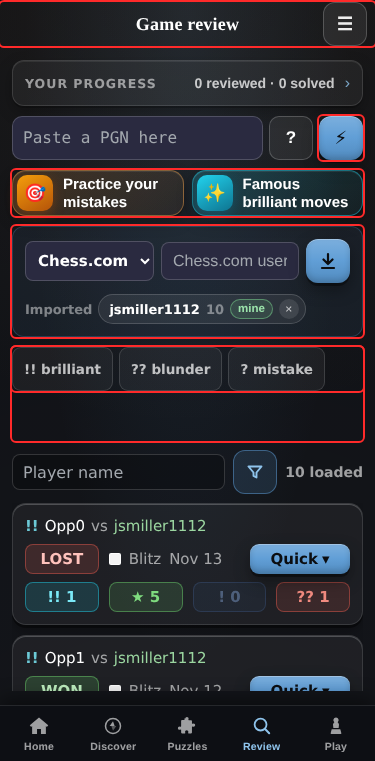 Game review
☰
YOUR PROGRESS 0 reviewed · 0 solved ›
Paste a PGN here ? ⚡
Practice your
mistakes
Famous
brilliant moves
Chess.com Chess.com user
Imported jsmiller1112 10 mine ×
!! brilliant ?? blunder ? mistake
Player name 10 loaded
!! Opp0 vs jsmiller1112
LOST Blitz Nov 13 Quick ▾
!! 1 ★ 5 ! 0 ?? 1
!! Opp1 vs jsmiller1112
WON Blitz Nov 12 Quick ▾
Home Discover Puzzles Review Play